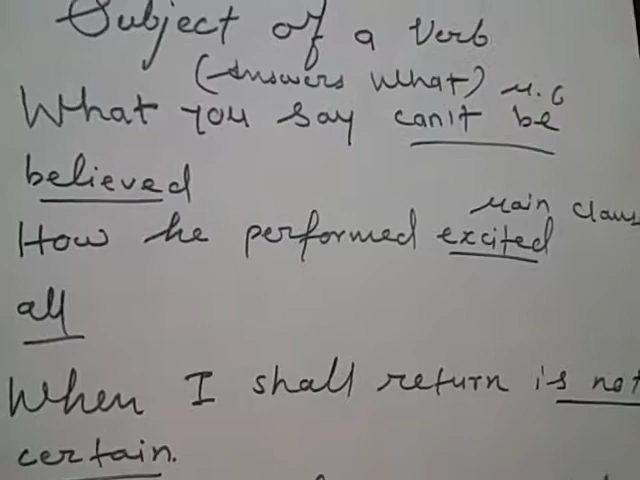 Subject of a Verb
(Answers What) M.C
What you say can't be
believed
Main Claus
How he performed excited
all
When I shall return is not
certain.